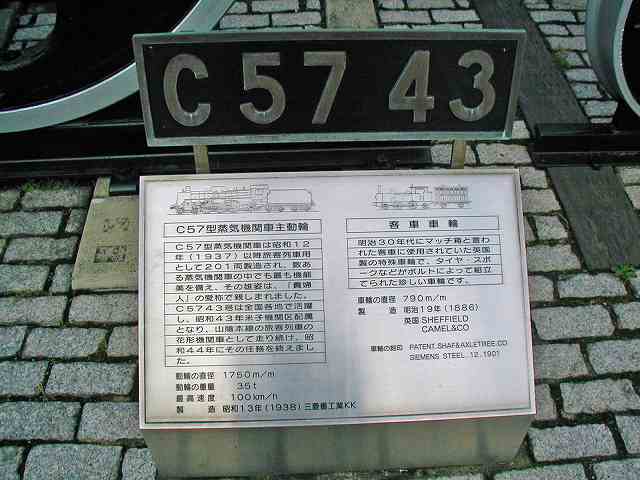 C57 43
C57型蒸気機関車主動輪
C57型蒸気機関車は昭和12
年(1937)以降旅客列車用
として201両製造され、数あ
る蒸気機関車の中でも最も機能
美を備え、その雄姿は、「貴婦
人」の愛称で親しまれました。
C5743号は全国各地で活躍
し、昭和43年米子機関区配属
となり、山陰本線の旅客列車の
花形機関車として走り続け、昭
和44年にその任務を終えまし
た。
動輪の直径 1750m/m
動輪の重量 3.5t
最高速度 100km/h
製造 昭和13年(1938)三菱重工業KK
客車車輪
明治30年代にマッチ箱と言わ
れた客車に使用されていた英国
製の特殊車輪で、タイヤ・スポ
ークなどがボルトによって組立
てられた珍しい車輪です。
車輪の直径 790m/m
製造 明治19年(1886)
英国 SHEFFIELD
CAMEL&CO
車輪の刻印 PATENT.SHAF&AXLETREE.CO
SIEMENS STEEL.12.1901